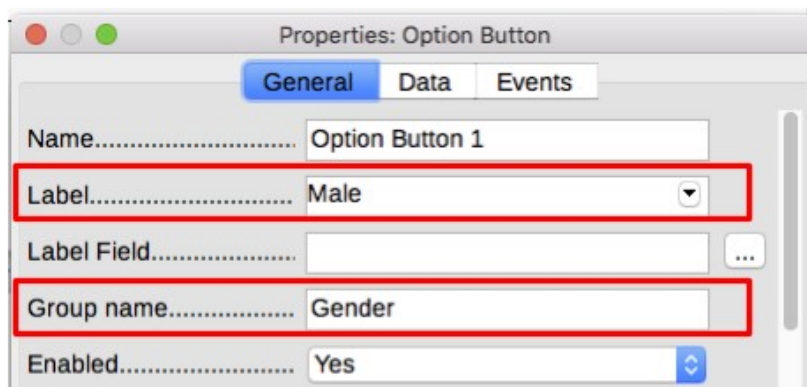 Properties: Option Button
General Data Events
Name............................ Option Button 1
Label............................. Male
Label Field..................... ...
Group name.................. Gender
Enabled........................ Yes